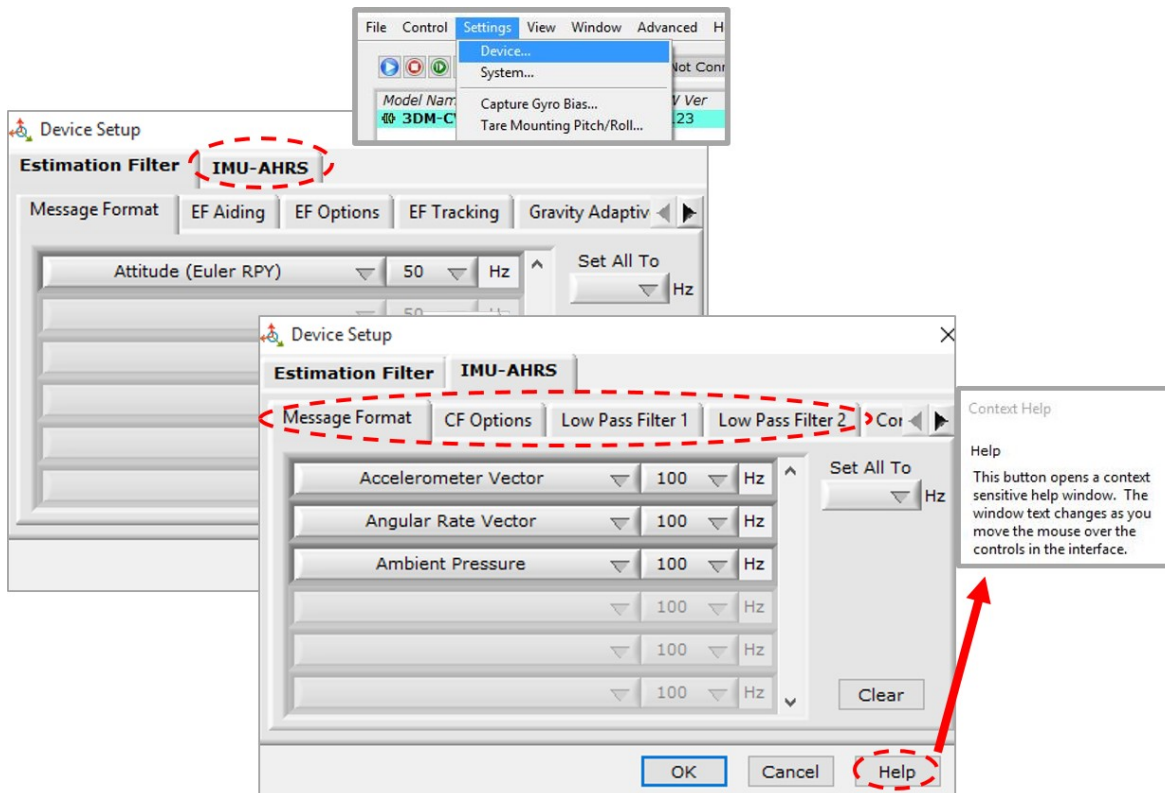 File Control Settings View Window Advanced H
Device...
System...
Not Conn
Capture Gyro Bias...
Tare Mounting Pitch/Roll...
Model Nam
W Ver
3DM-C
.123
Device Setup
Estimation Filter IMU-AHRS
Message Format EF Aiding EF Options EF Tracking Gravity Adaptiv
Attitude (Euler RPY) 50 Hz
Set All To
Hz
50
Device Setup
Estimation Filter IMU-AHRS
Message Format CF Options Low Pass Filter 1 Low Pass Filter 2 Cor
Accelerometer Vector 100 Hz
Angular Rate Vector 100 Hz
Ambient Pressure 100 Hz
100 Hz
100 Hz
100 Hz
Set All To
Hz
Clear
OK Cancel Help
Context Help
Help
This button opens a context
sensitive help window. The
window text changes as you
move the mouse over the
controls in the interface.